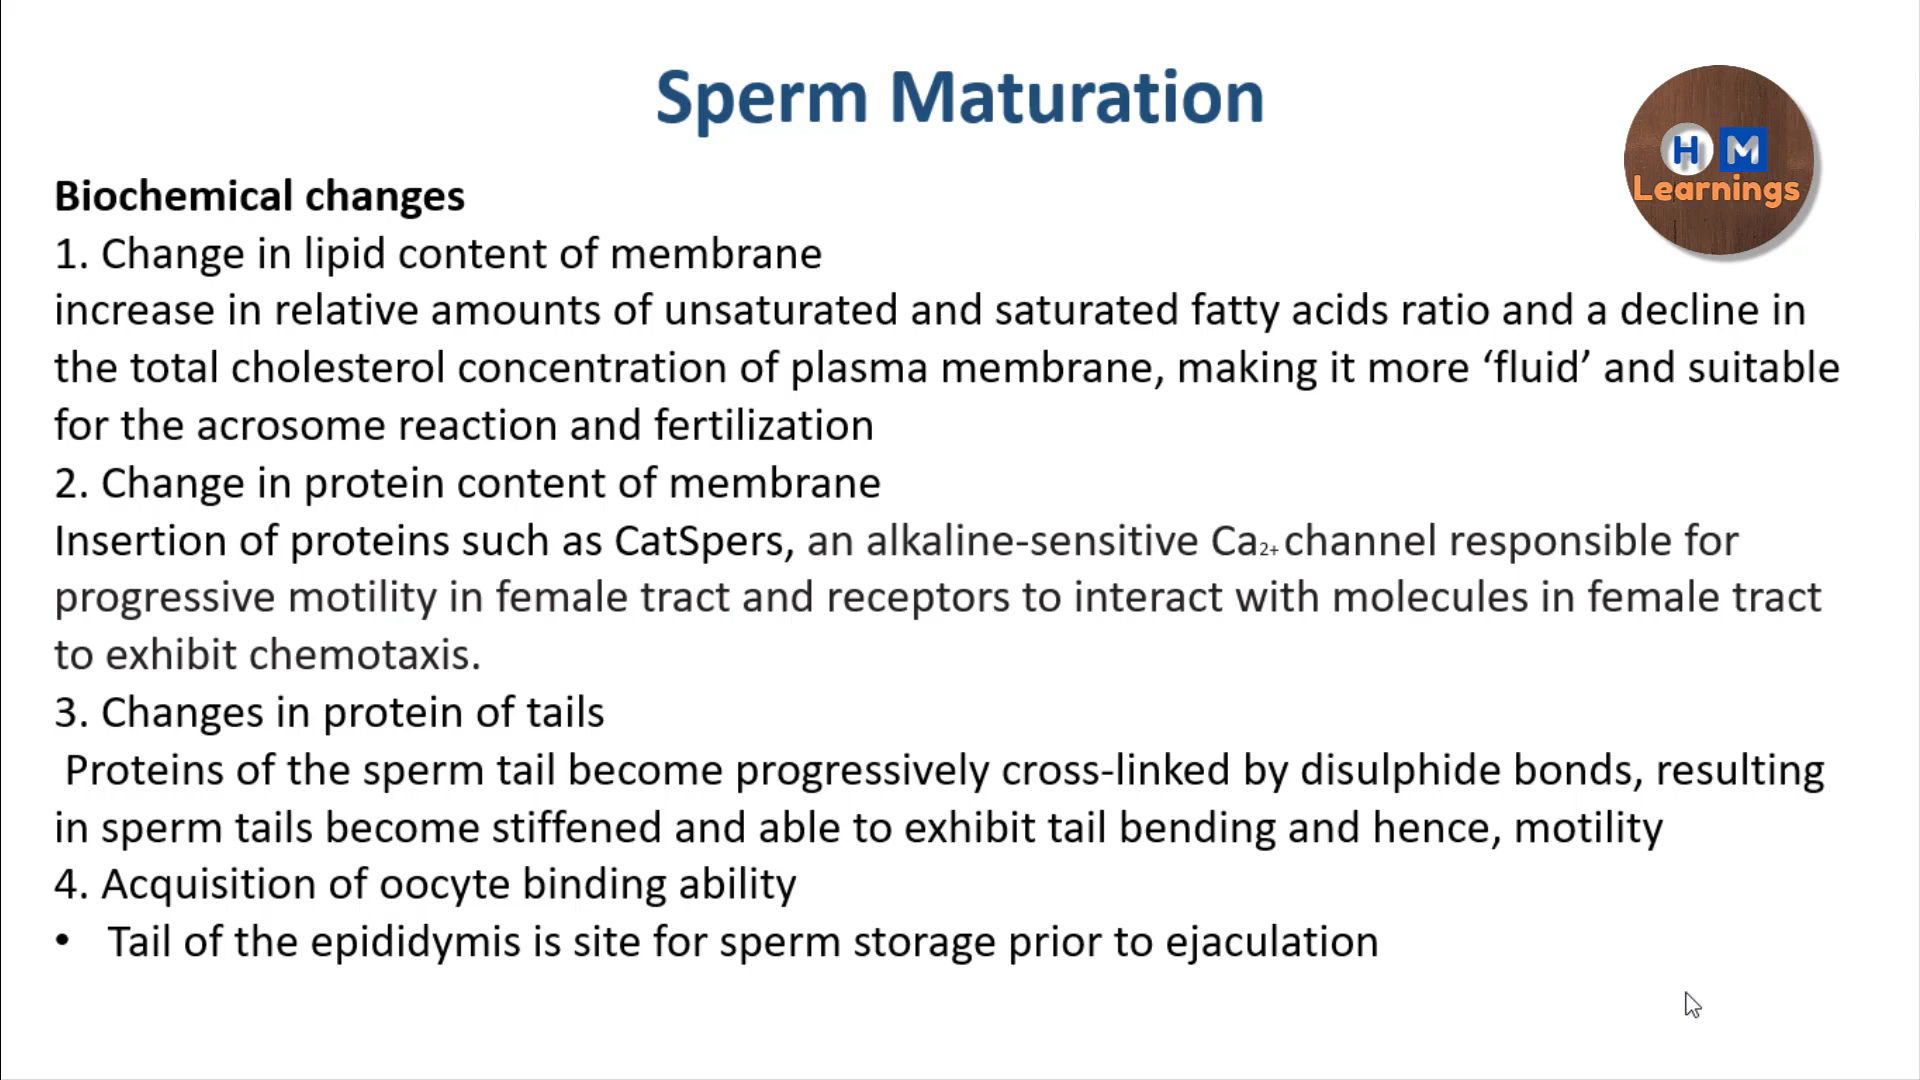 Sperm Maturation
H M
Learnings
Biochemical changes
1. Change in lipid content of membrane
increase in relative amounts of unsaturated and saturated fatty acids ratio and a decline in
the total cholesterol concentration of plasma membrane, making it more ‘fluid’ and suitable
for the acrosome reaction and fertilization
2. Change in protein content of membrane
Insertion of proteins such as CatSpers, an alkaline-sensitive Ca2+ channel responsible for
progressive motility in female tract and receptors to interact with molecules in female tract
to exhibit chemotaxis.
3. Changes in protein of tails
Proteins of the sperm tail become progressively cross-linked by disulphide bonds, resulting
in sperm tails become stiffened and able to exhibit tail bending and hence, motility
4. Acquisition of oocyte binding ability
• Tail of the epididymis is site for sperm storage prior to ejaculation